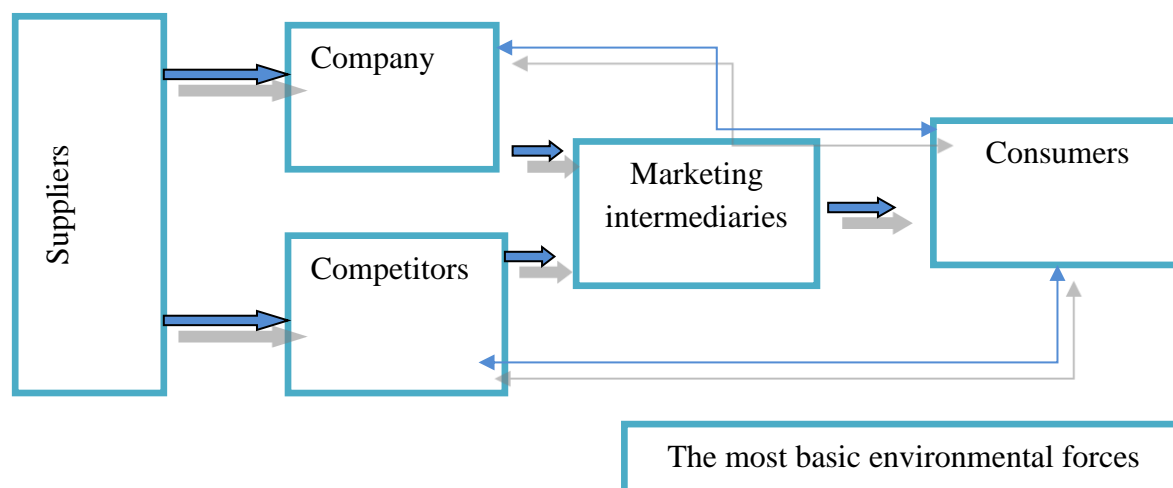 Suppliers
Company
Competitors
Marketing
intermediaries
Consumers
The most basic environmental forces